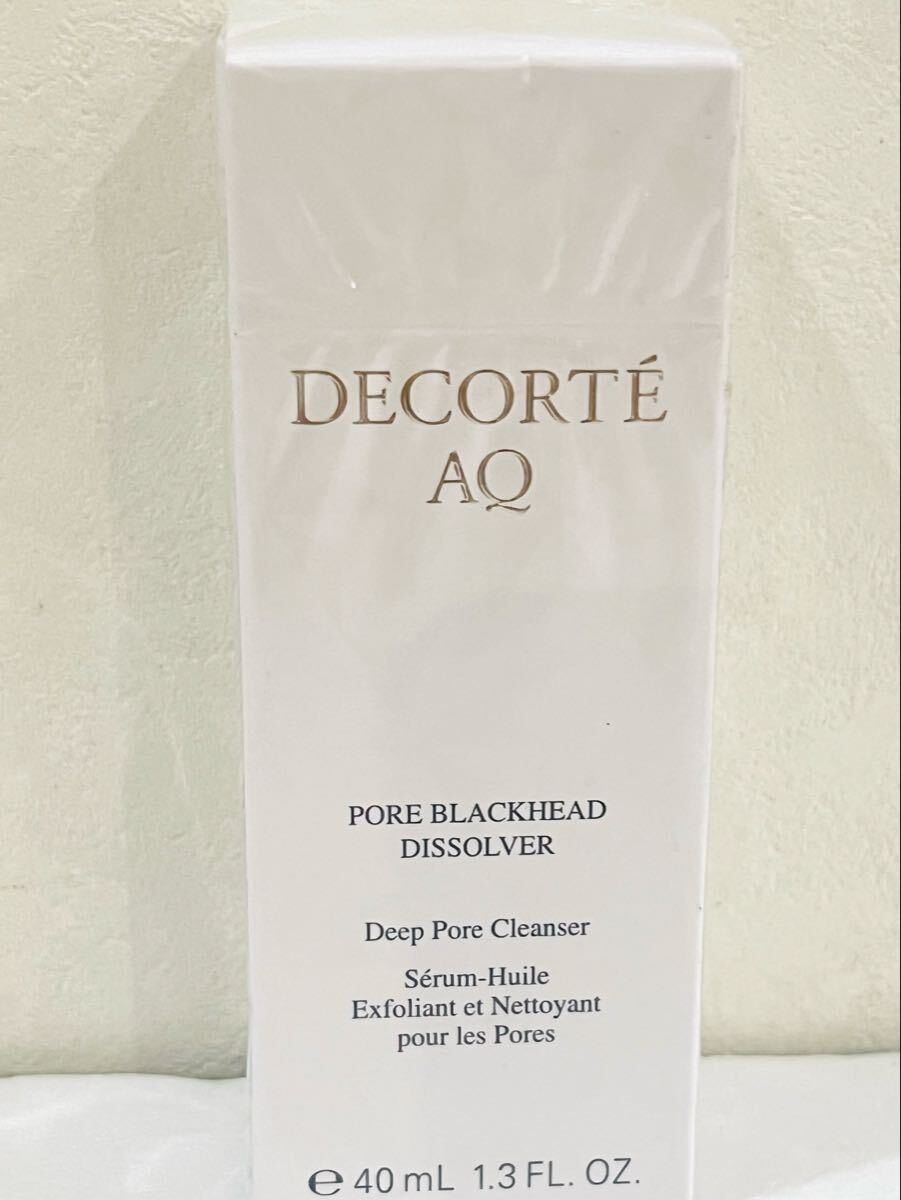 DECORTÉ
AQ
PORE BLACKHEAD
DISSOLVER
Deep Pore Cleanser
Sérum-Huile
Exfoliant et Nettoyant
pour les Pores
℮ 40 mL 1.3 FL. OZ.